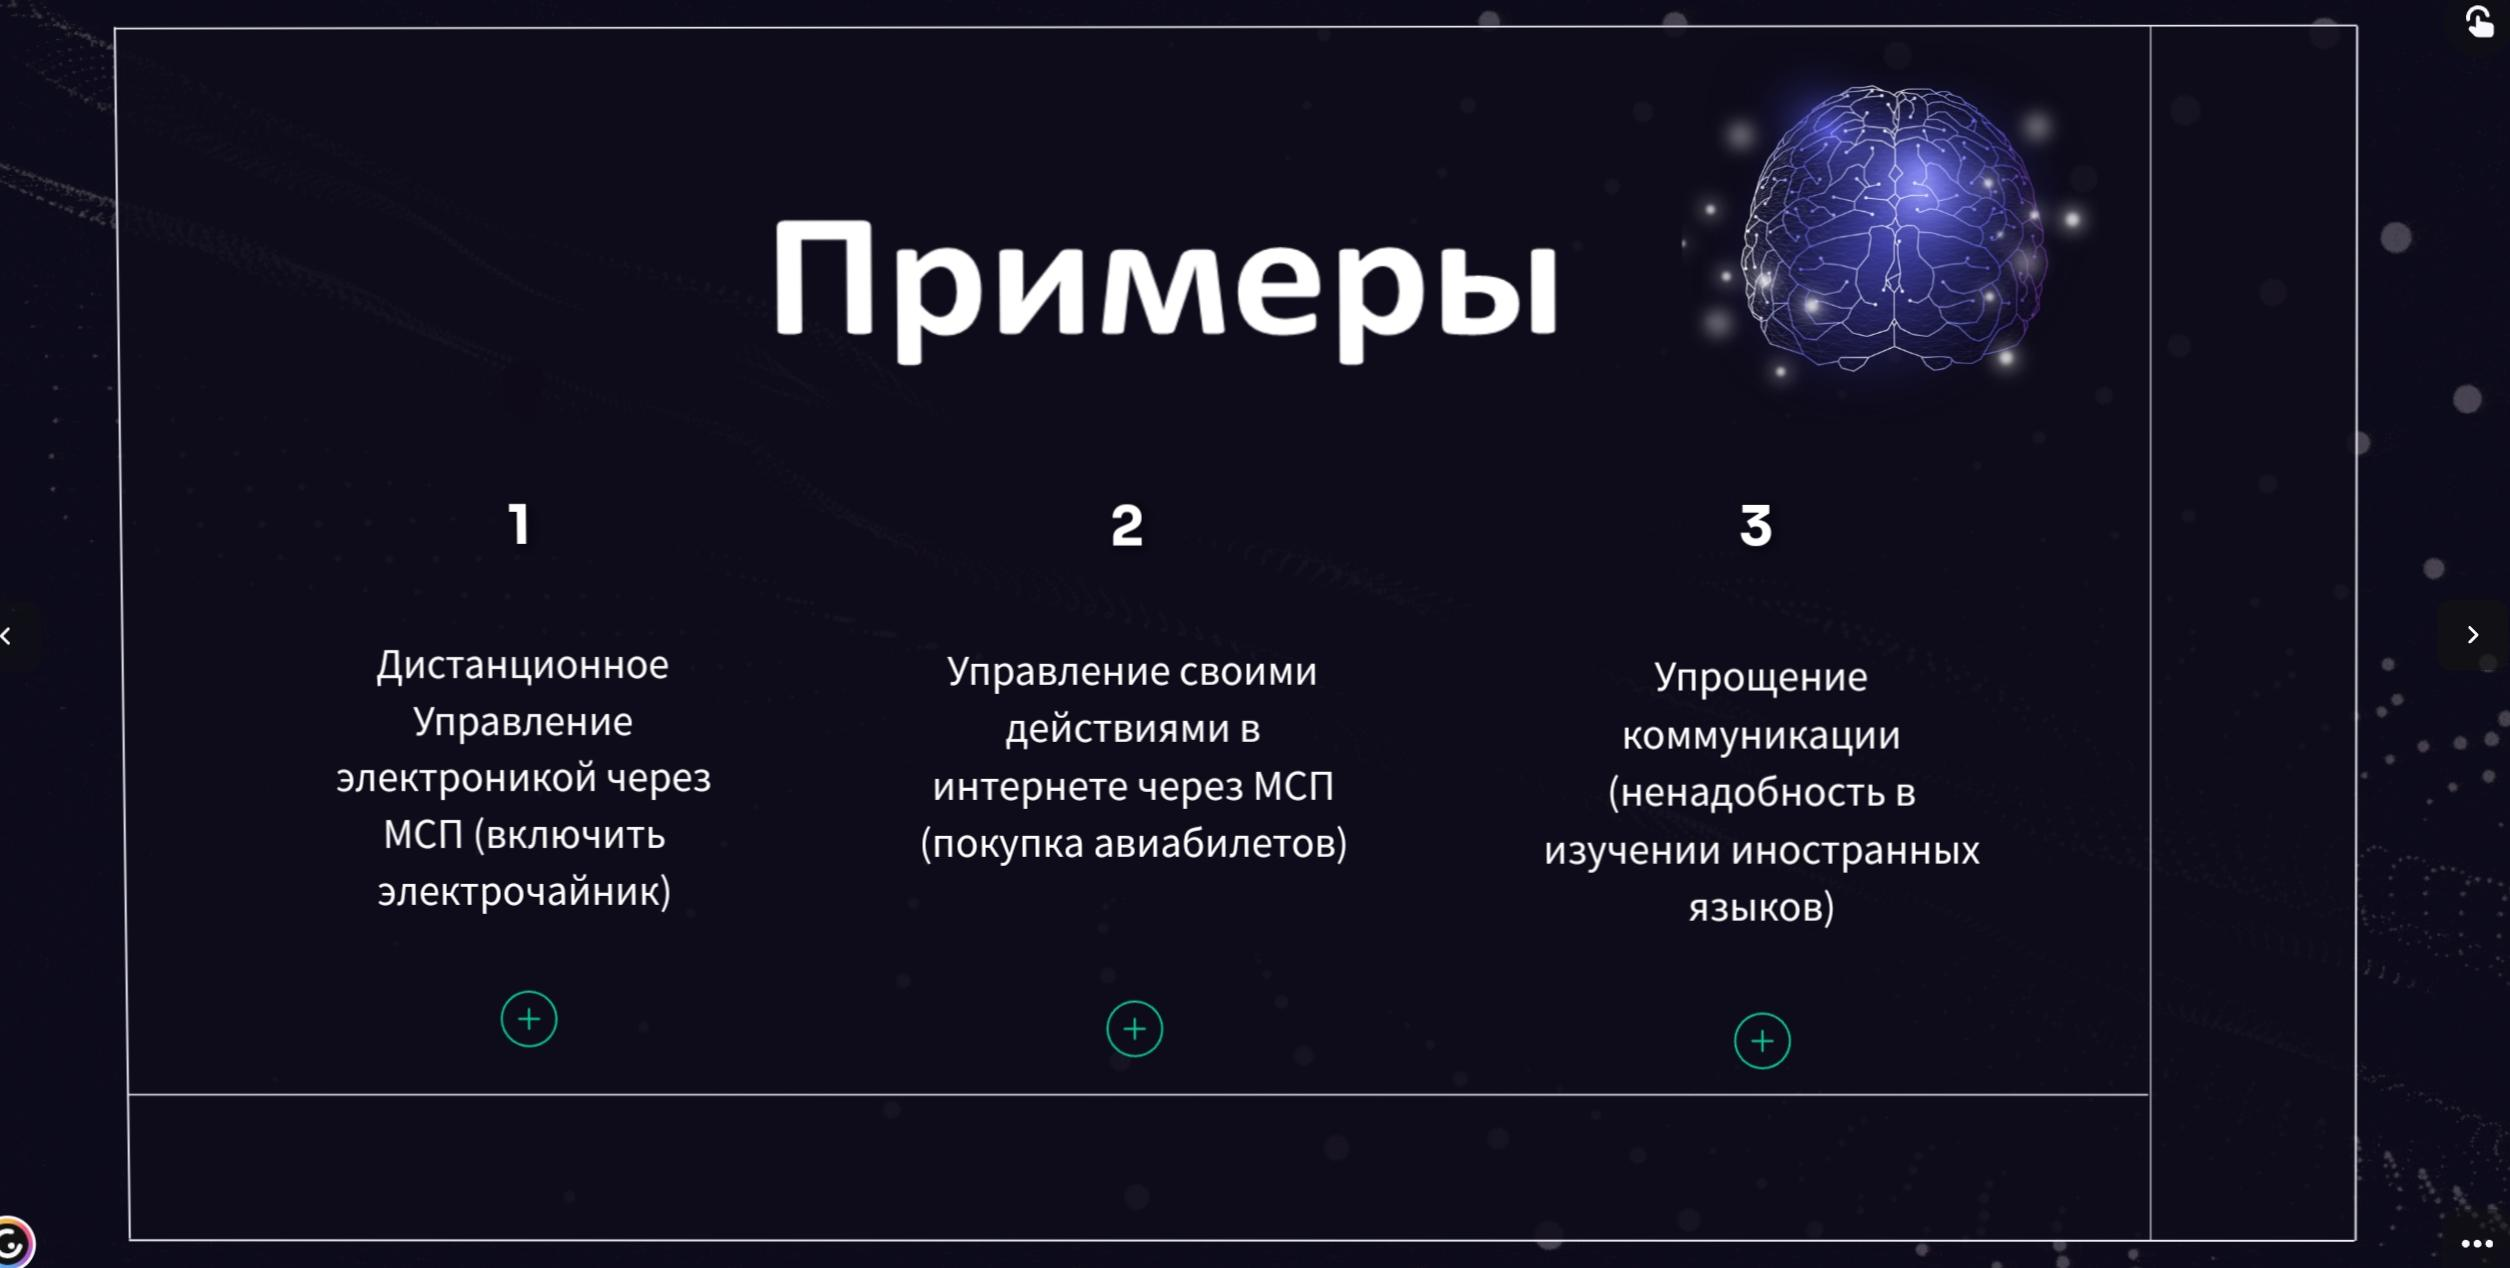 Примеры
1
Дистанционное
Управление
электроникой через
МСП (включить
электрочайник)
2
Управление своими
действиями в
интернете через МСП
(покупка авиабилетов)
3
Упрощение
коммуникации
(ненадобность в
изучении иностранных
языков)